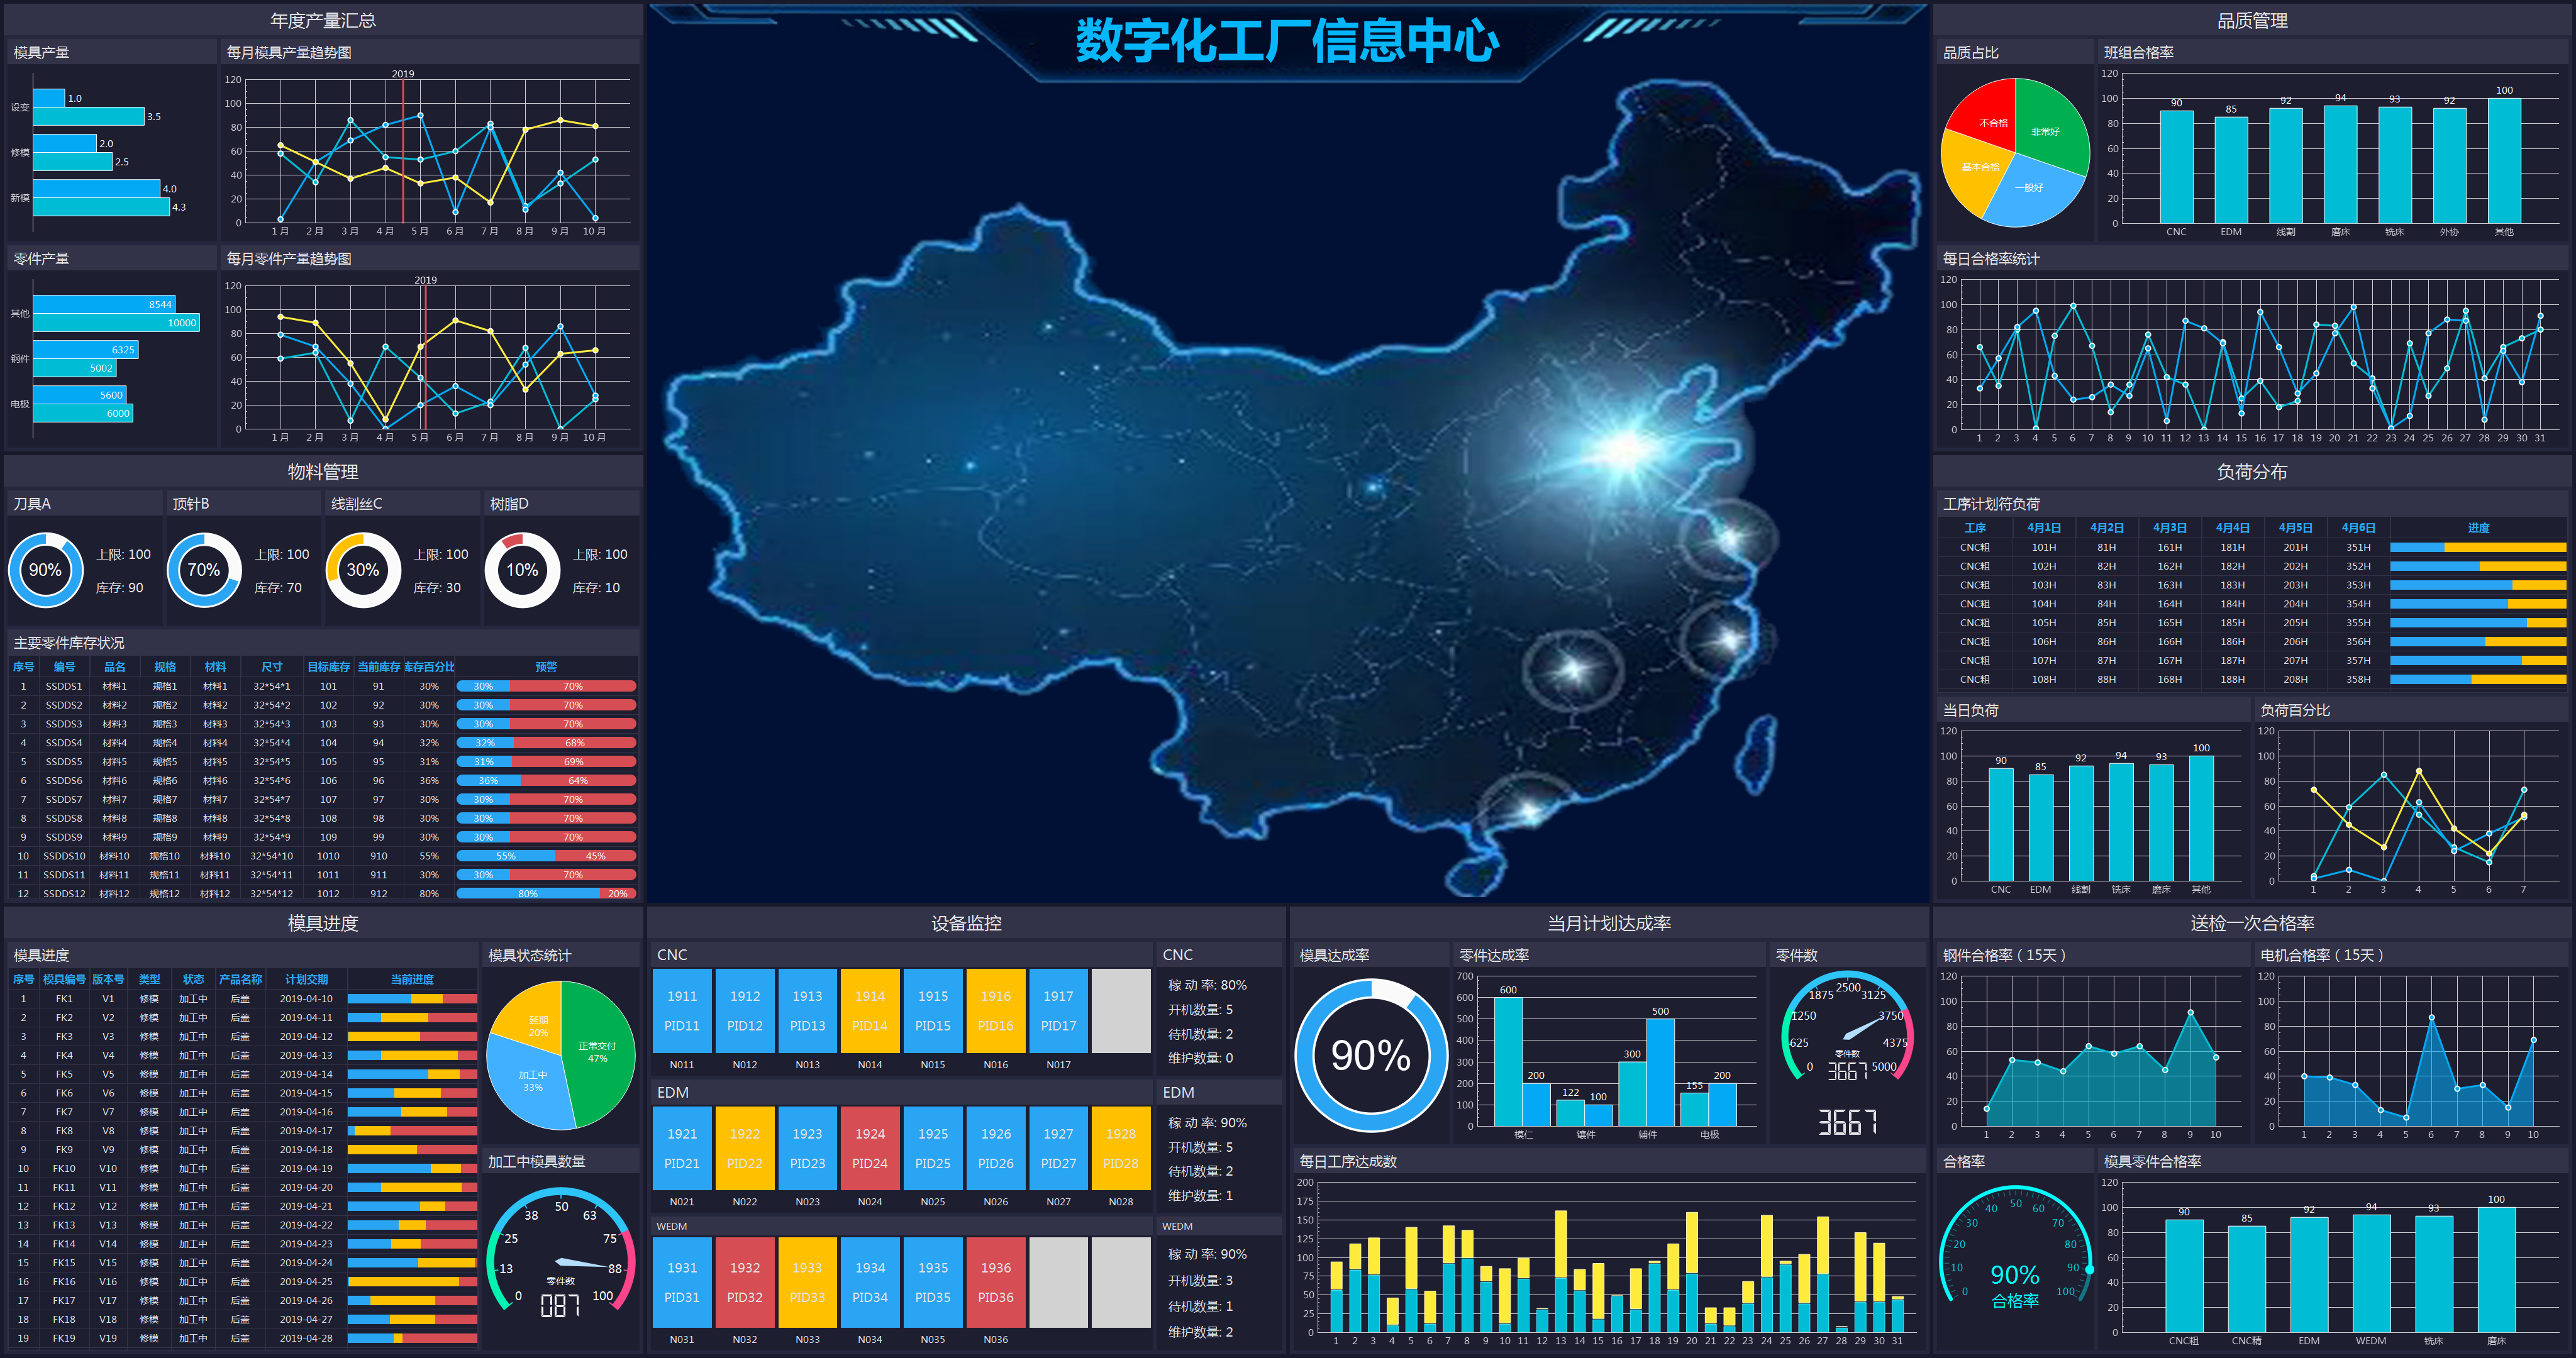 数字化工厂信息中心
年度产量汇总
模具产量
设变 1.0 3.5
修模 2.0 2.5
新模 4.0 4.3
每月模具产量趋势图
2019
120
100
80
60
40
20
0
1月 2月 3月 4月 5月 6月 7月 8月 9月 10月
零件产量
其他 8544 10000
钢件 6325 5002
电极 5600 6000
每月零件产量趋势图
2019
120
100
80
60
40
20
0
1月 2月 3月 4月 5月 6月 7月 8月 9月 10月
物料管理
刀具A
90%
上限: 100
库存: 90
顶针B
70%
上限: 100
库存: 70
线割丝C
30%
上限: 100
库存: 30
树脂D
10%
上限: 100
库存: 10
主要零件库存状况
序号 编号 品名 规格 材料 尺寸 目标库存 当前库存 库存百分比 预警
1 SSDDS1 材料1 规格1 材料1 32*54*1 101 91 30% 30% 70%
2 SSDDS2 材料2 规格2 材料2 32*54*2 102 92 30% 30% 70%
3 SSDDS3 材料3 规格3 材料3 32*54*3 103 93 30% 30% 70%
4 SSDDS4 材料4 规格4 材料4 32*54*4 104 94 32% 32% 68%
5 SSDDS5 材料5 规格5 材料5 32*54*5 105 95 31% 31% 69%
6 SSDDS6 材料6 规格6 材料6 32*54*6 106 96 36% 36% 64%
7 SSDDS7 材料7 规格7 材料7 32*54*7 107 97 30% 30% 70%
8 SSDDS8 材料8 规格8 材料8 32*54*8 108 98 30% 30% 70%
9 SSDDS9 材料9 规格9 材料9 32*54*9 109 99 30% 30% 70%
10 SSDDS10 材料10 规格10 材料10 32*54*10 1010 910 55% 55% 45%
11 SSDDS11 材料11 规格11 材料11 32*54*11 1011 911 30% 30% 70%
12 SSDDS12 材料12 规格12 材料12 32*54*12 1012 912 80% 80% 20%
模具进度
模具进度
序号 模具编号 版本号 类型 状态 产品名称 计划交期 当前进度
1 FK1 V1 修模 加工中 后盖 2019-04-10
2 FK2 V2 修模 加工中 后盖 2019-04-11
3 FK3 V3 修模 加工中 后盖 2019-04-12
4 FK4 V4 修模 加工中 后盖 2019-04-13
5 FK5 V5 修模 加工中 后盖 2019-04-14
6 FK6 V6 修模 加工中 后盖 2019-04-15
7 FK7 V7 修模 加工中 后盖 2019-04-16
8 FK8 V8 修模 加工中 后盖 2019-04-17
9 FK9 V9 修模 加工中 后盖 2019-04-18
10 FK10 V10 修模 加工中 后盖 2019-04-19
11 FK11 V11 修模 加工中 后盖 2019-04-20
12 FK12 V12 修模 加工中 后盖 2019-04-21
13 FK13 V13 修模 加工中 后盖 2019-04-22
14 FK14 V14 修模 加工中 后盖 2019-04-23
15 FK15 V15 修模 加工中 后盖 2019-04-24
16 FK16 V16 修模 加工中 后盖 2019-04-25
17 FK17 V17 修模 加工中 后盖 2019-04-26
18 FK18 V18 修模 加工中 后盖 2019-04-27
19 FK19 V19 修模 加工中 后盖 2019-04-28
模具状态统计
延期
20%
正常交付
47%
加工中
33%
加工中模具数量
0 13 25 38 50 63 75 88 100
零件数
087
设备监控
CNC
1911 1912 1913 1914 1915 1916 1917
PID11 PID12 PID13 PID14 PID15 PID16 PID17
N011 N012 N013 N014 N015 N016 N017
CNC
稼 动 率: 80%
开机数量: 5
待机数量: 2
维护数量: 0
EDM
1921 1922 1923 1924 1925 1926 1927 1928
PID21 PID22 PID23 PID24 PID25 PID26 PID27 PID28
N021 N022 N023 N024 N025 N026 N027 N028
EDM
稼 动 率: 90%
开机数量: 5
待机数量: 2
维护数量: 1
WEDM
1931 1932 1933 1934 1935 1936
PID31 PID32 PID33 PID34 PID35 PID36
N031 N032 N033 N034 N035 N036
WEDM
稼 动 率: 90%
开机数量: 3
待机数量: 1
维护数量: 2
当月计划达成率
模具达成率
90%
零件达成率
700
600
500
400
300
200
100
0
600 200 122 100 300 500 155 200
模仁 镶件 辅件 电极
零件数
0 625 1250 1875 2500 3125 3750 4375 5000
零件数
3667
3667
每日工序达成数
200
175
150
125
100
75
50
25
0
1 2 3 4 5 6 7 8 9 10 11 12 13 14 15 16 17 18 19 20 21 22 23 24 25 26 27 28 29 30 31
品质管理
品质占比
不合格
非常好
基本合格
一般好
班组合格率
120
100
80
60
40
20
0
90 85 92 94 93 92 100
CNC EDM 线割 磨床 铣床 外协 其他
每日合格率统计
120
100
80
60
40
20
0
1 2 3 4 5 6 7 8 9 10 11 12 13 14 15 16 17 18 19 20 21 22 23 24 25 26 27 28 29 30 31
负荷分布
工序计划符负荷
工序 4月1日 4月2日 4月3日 4月4日 4月5日 4月6日 进度
CNC粗 101H 81H 161H 181H 201H 351H
CNC粗 102H 82H 162H 182H 202H 352H
CNC粗 103H 83H 163H 183H 203H 353H
CNC粗 104H 84H 164H 184H 204H 354H
CNC粗 105H 85H 165H 185H 205H 355H
CNC粗 106H 86H 166H 186H 206H 356H
CNC粗 107H 87H 167H 187H 207H 357H
CNC粗 108H 88H 168H 188H 208H 358H
当日负荷
120
100
80
60
40
20
0
90 85 92 94 93 100
CNC EDM 线割 铣床 磨床 其他
负荷百分比
120
100
80
60
40
20
0
1 2 3 4 5 6 7
送检一次合格率
钢件合格率（15天）
120
100
80
60
40
20
0
1 2 3 4 5 6 7 8 9 10
电机合格率（15天）
120
100
80
60
40
20
0
1 2 3 4 5 6 7 8 9 10
合格率
0 10 20 30 40 50 60 70 80 90 100
90%
合格率
模具零件合格率
120
100
80
60
40
20
0
90 85 92 94 93 100
CNC粗 CNC精 EDM WEDM 铣床 磨床